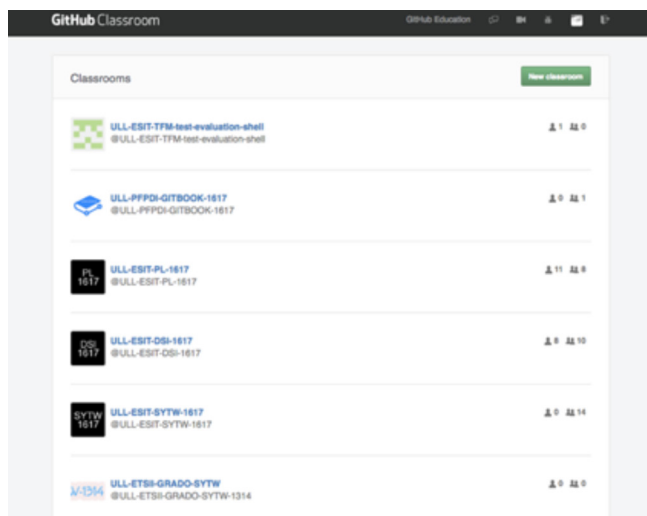 GitHub Classroom GitHub Education
Classrooms New classroom
ULL-ESIT-TFM-test-evaluation-shell 1 0
@ULL-ESIT-TFM-test-evaluation-shell
ULL-PFPDI-GITBOOK-1617 0 1
@ULL-PFPDI-GITBOOK-1617
PL 1617 ULL-ESIT-PL-1617 11 8
@ULL-ESIT-PL-1617
DSI 1617 ULL-ESIT-DSI-1617 8 10
@ULL-ESIT-DSI-1617
SYTW 1617 ULL-ESIT-SYTW-1617 0 14
@ULL-ESIT-SYTW-1617
W-1314 ULL-ETSII-GRADO-SYTW 0 0
@ULL-ETSII-GRADO-SYTW-1314